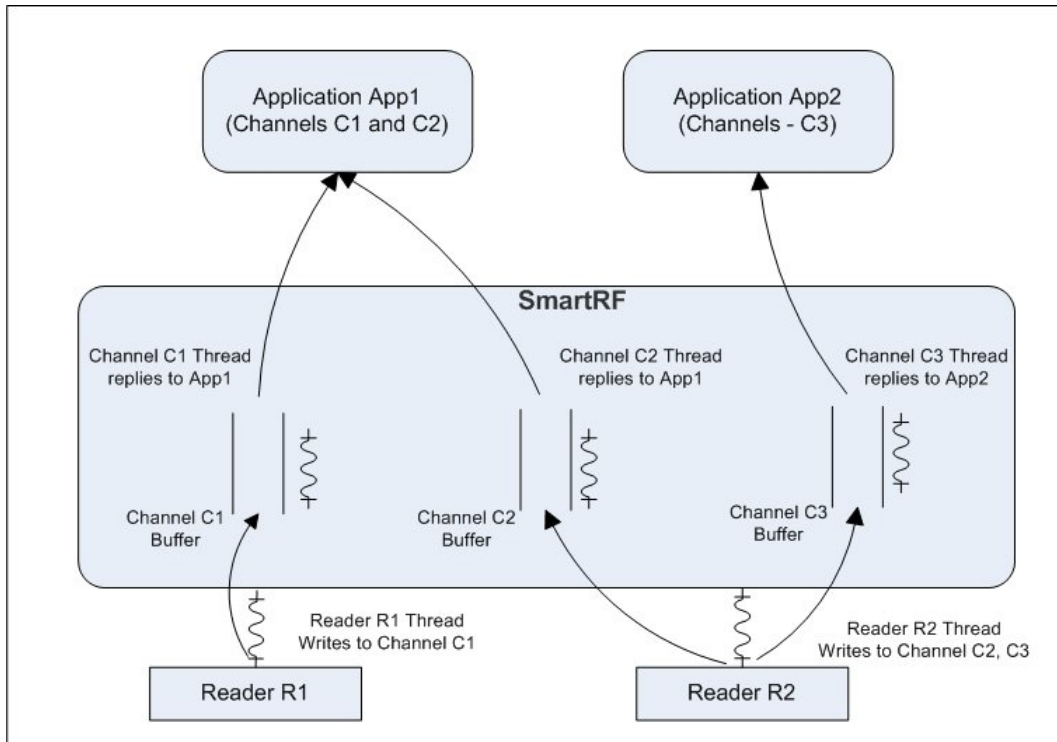 Application App1
(Channels C1 and C2)
Application App2
(Channels - C3)
SmartRF
Channel C1 Thread
replies to App1
Channel C2 Thread
replies to App1
Channel C3 Thread
replies to App2
Channel C1
Buffer
Channel C2
Buffer
Channel C3
Buffer
Reader R1 Thread
Writes to Channel C1
Reader R2 Thread
Writes to Channel C2, C3
Reader R1
Reader R2